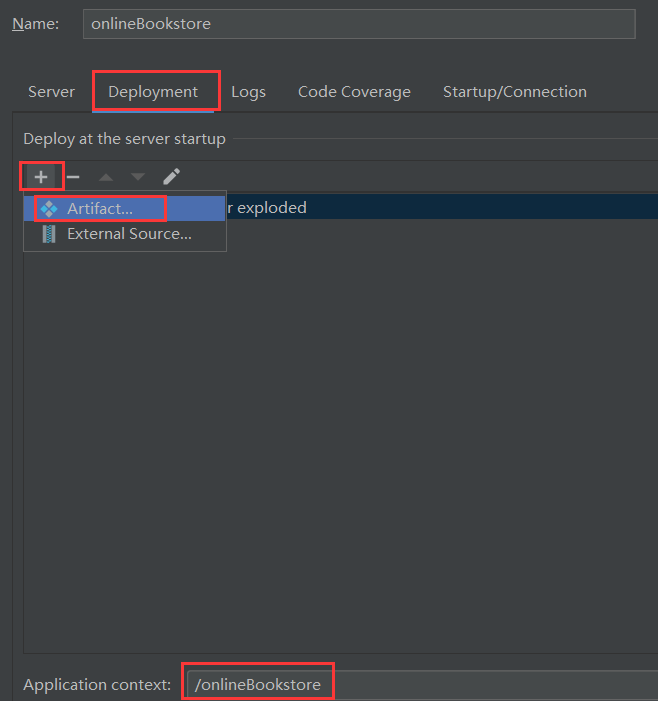 Name: onlineBookstore
Server Deployment Logs Code Coverage Startup/Connection
Deploy at the server startup
Artifact... exploded
External Source...
Application context: /onlineBookstore